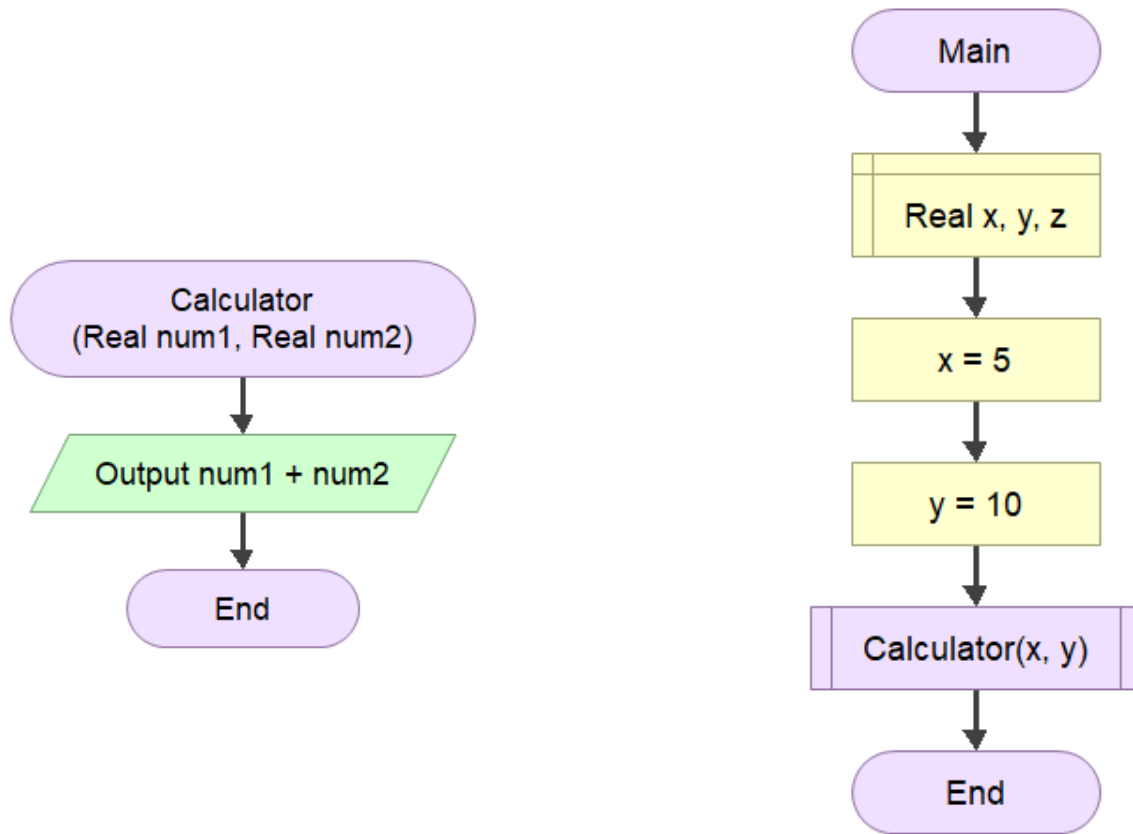 Calculator
(Real num1, Real num2)
Output num1 + num2
End
Main
Real x, y, z
x = 5
y = 10
Calculator(x, y)
End